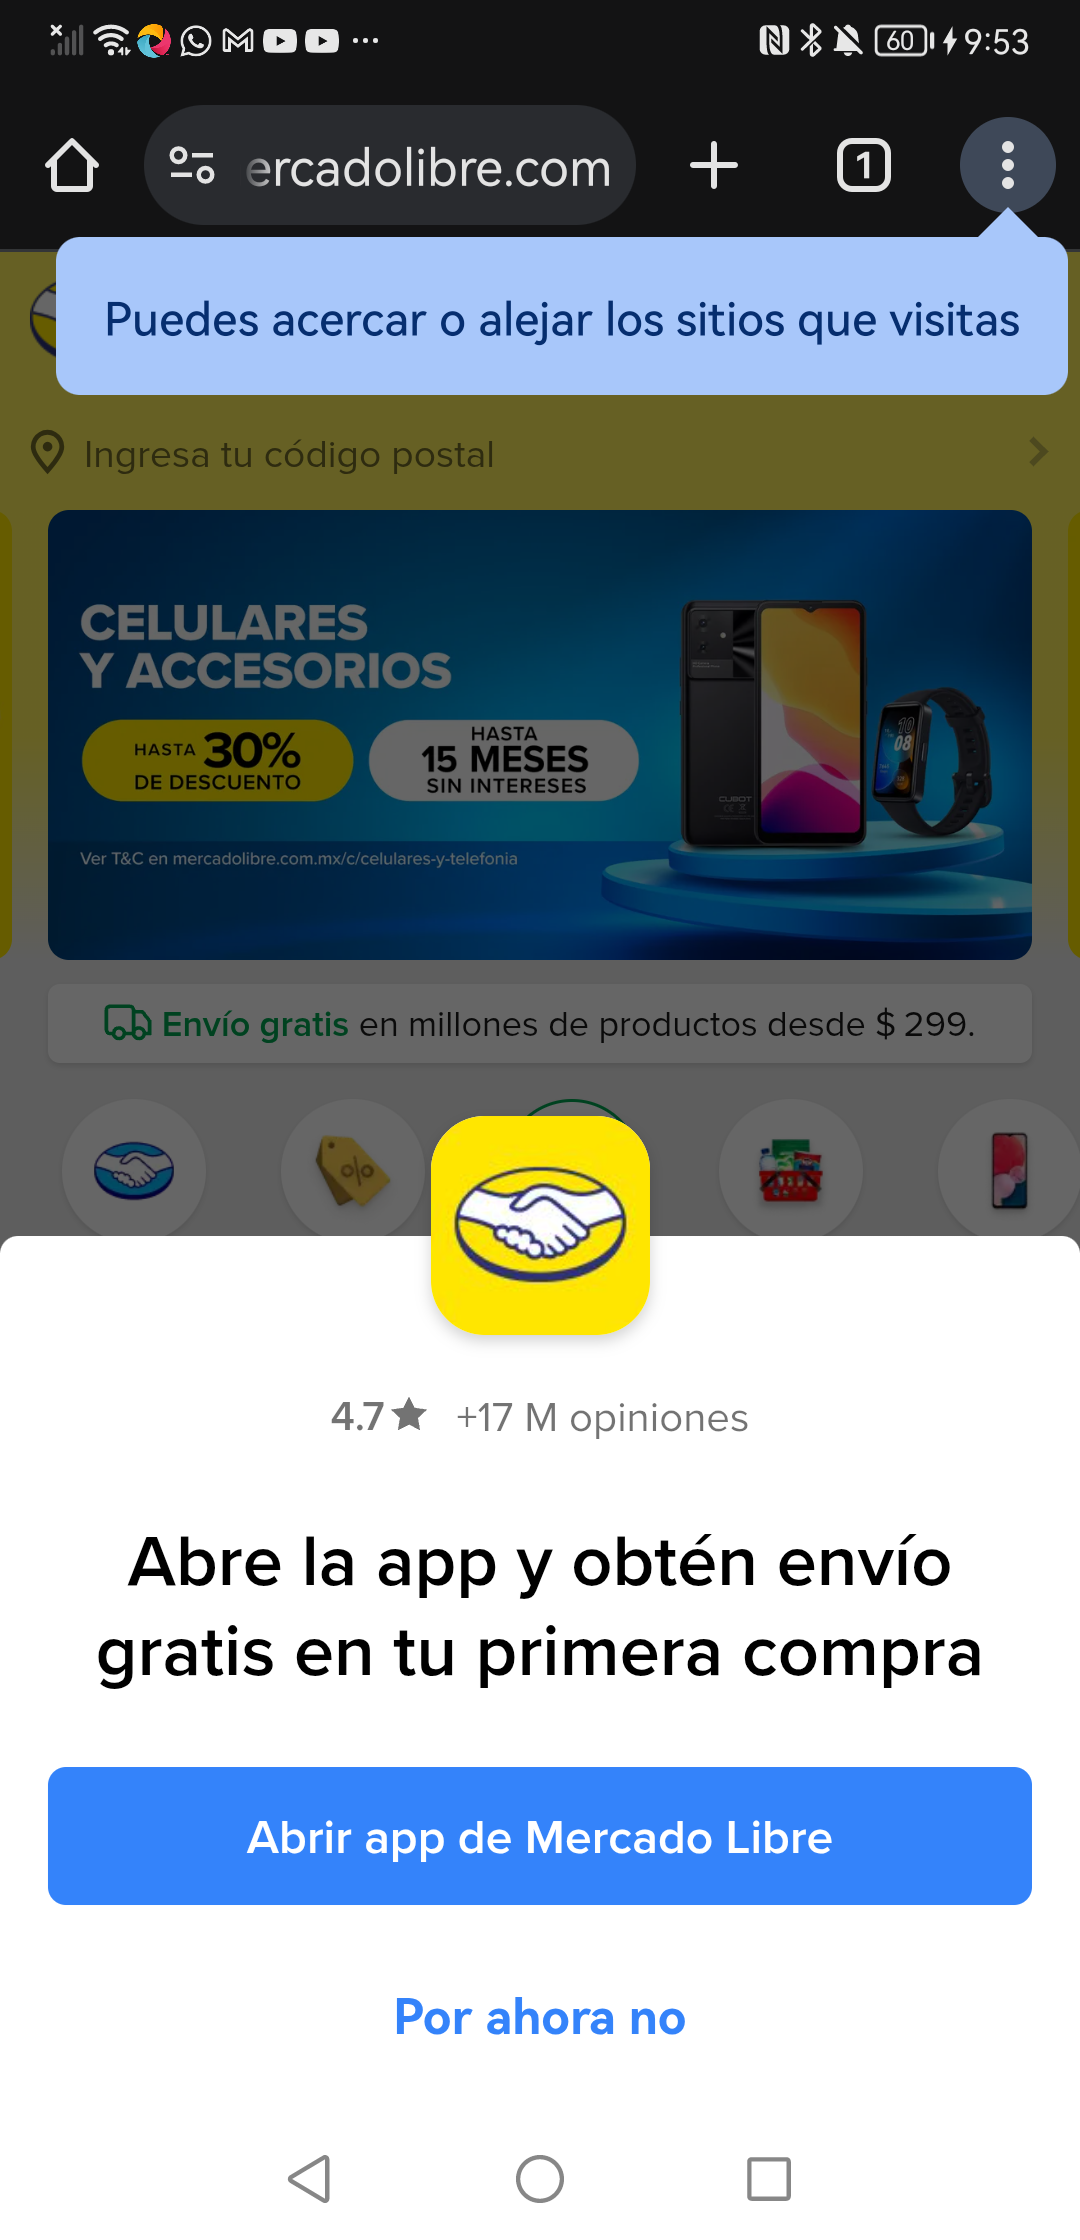 60
9:53
ercadolibre.com
1
Puedes acercar o alejar los sitios que visitas
Ingresa tu código postal
CELULARES
Y ACCESORIOS
HASTA 30%
DE DESCUENTO
HASTA
15 MESES
SIN INTERESES
CUBOT
10
08
Ver T&C en mercadolibre.com.mx/c/celulares-y-telefonia
Envío gratis en millones de productos desde $ 299.
%
4.7★ +17 M opiniones
Abre la app y obtén envío
gratis en tu primera compra
Abrir app de Mercado Libre
Por ahora no